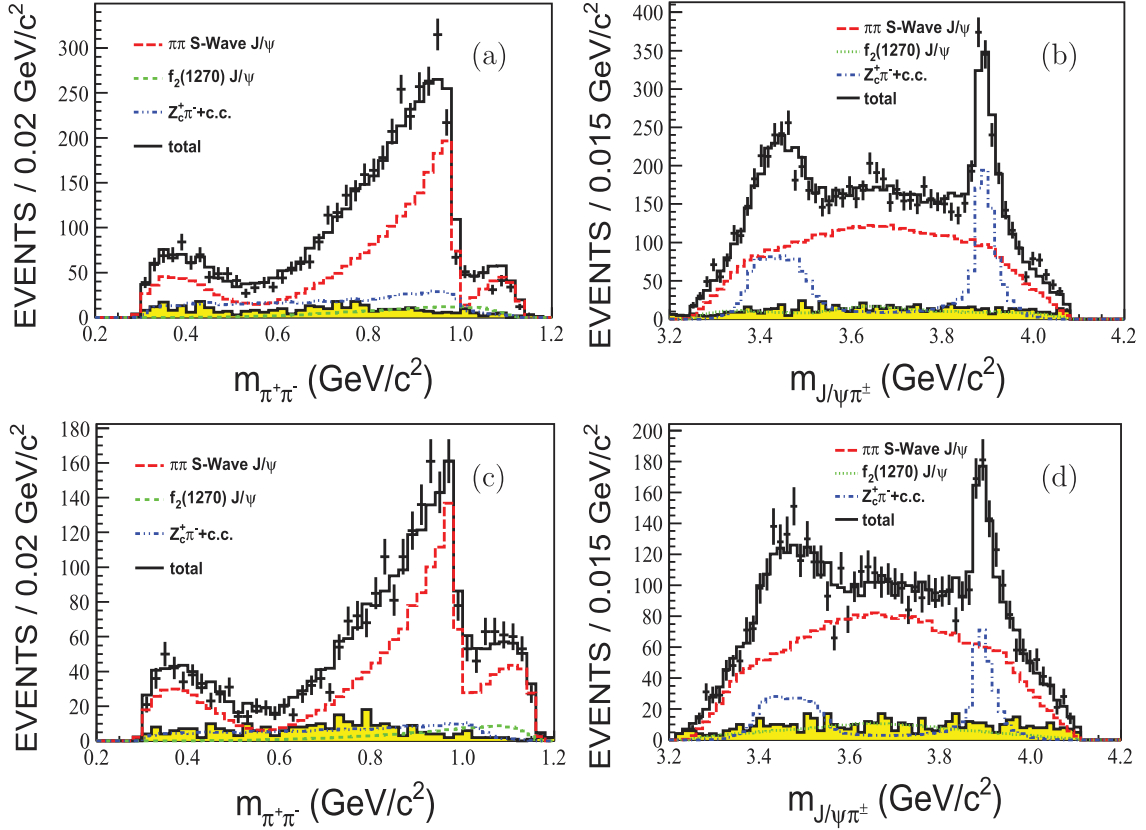 EVENTS / 0.02 GeV/c²
300
250
200
150
100
50
0
ππ S-Wave J/ψ
f₂(1270) J/ψ
Z꜀⁺π⁻+c.c.
total
(a)
0.2 0.4 0.6 0.8 1.0 1.2
m_π⁺π⁻ (GeV/c²)
EVENTS / 0.015 GeV/c²
400
350
300
250
200
150
100
50
0
ππ S-Wave J/ψ
f₂(1270) J/ψ
Z꜀⁺π⁻+c.c.
total
(b)
3.2 3.4 3.6 3.8 4.0 4.2
m_J/ψπ± (GeV/c²)
EVENTS / 0.02 GeV/c²
180
160
140
120
100
80
60
40
20
0
ππ S-Wave J/ψ
f₂(1270) J/ψ
Z꜀⁺π⁻+c.c.
total
(c)
0.2 0.4 0.6 0.8 1.0 1.2
m_π⁺π⁻ (GeV/c²)
EVENTS / 0.015 GeV/c²
200
180
160
140
120
100
80
60
40
20
0
ππ S-Wave J/ψ
f₂(1270) J/ψ
Z꜀⁺π⁻+c.c.
total
(d)
3.2 3.4 3.6 3.8 4.0 4.2
m_J/ψπ± (GeV/c²)